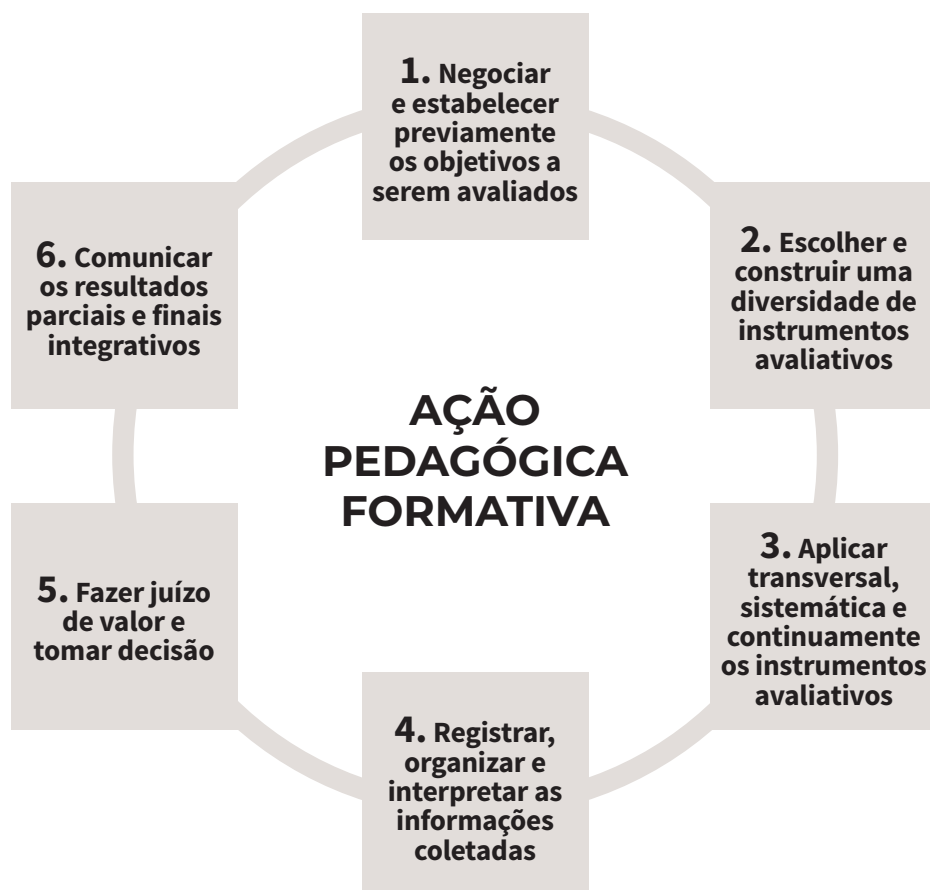 1. Negociar
e estabelecer
previamente
os objetivos a
serem avaliados
2. Escolher e
construir uma
diversidade de
instrumentos
avaliativos
3. Aplicar
transversal,
sistemática e
continuamente
os instrumentos
avaliativos
4. Registrar,
organizar e
interpretar as
informações
coletadas
5. Fazer juízo
de valor e
tomar decisão
6. Comunicar
os resultados
parciais e finais
integrativos
AÇÃO
PEDAGÓGICA
FORMATIVA